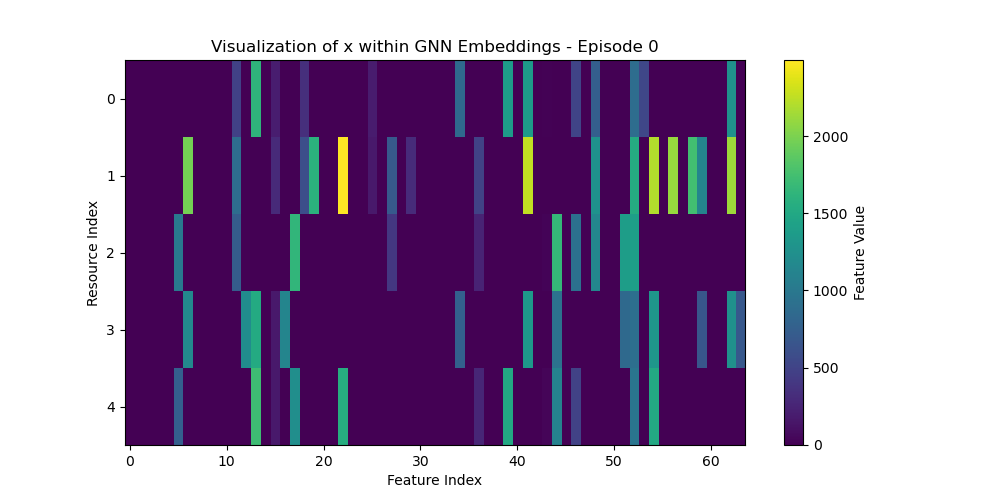 Visualization of x within GNN Embeddings - Episode 0
Resource Index
0
1
2
3
4
0 10 20 30 40 50 60
Feature Index
2000
1500
1000
500
0
Feature Value